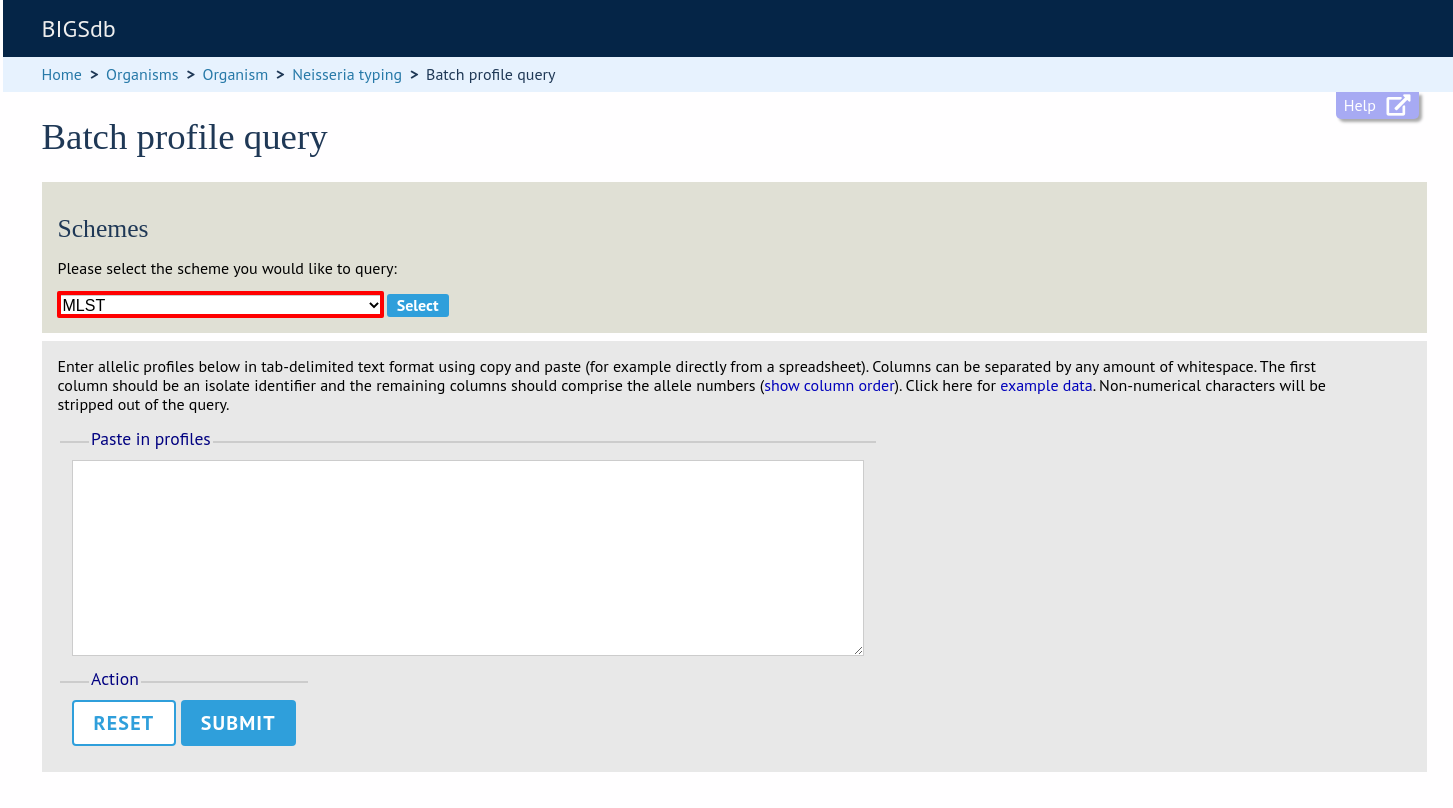 BIGSdb
Home > Organisms > Organism > Neisseria typing > Batch profile query
Help
Batch profile query
Schemes
Please select the scheme you would like to query:
MLST Select
Enter allelic profiles below in tab-delimited text format using copy and paste (for example directly from a spreadsheet). Columns can be separated by any amount of whitespace. The first
column should be an isolate identifier and the remaining columns should comprise the allele numbers (show column order). Click here for example data. Non-numerical characters will be
stripped out of the query.
Paste in profiles
Action
RESET SUBMIT